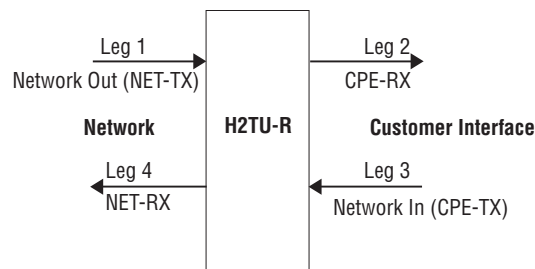 Leg 1
Network Out (NET-TX)
Leg 2
CPE-RX
Network
H2TU-R
Customer Interface
Leg 4
NET-RX
Leg 3
Network In (CPE-TX)